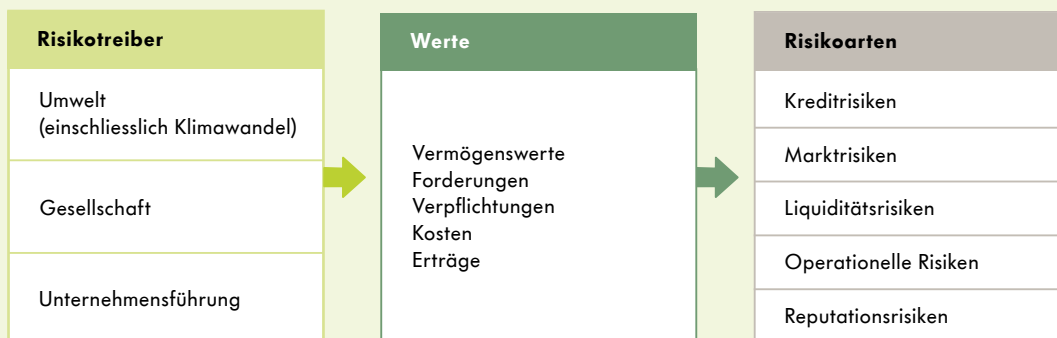 Risikotreiber
Umwelt
(einschliesslich Klimawandel)
Gesellschaft
Unternehmensführung
Werte
Vermögenswerte
Forderungen
Verpflichtungen
Kosten
Erträge
Risikoarten
Kreditrisiken
Marktrisiken
Liquiditätsrisiken
Operationelle Risiken
Reputationsrisiken